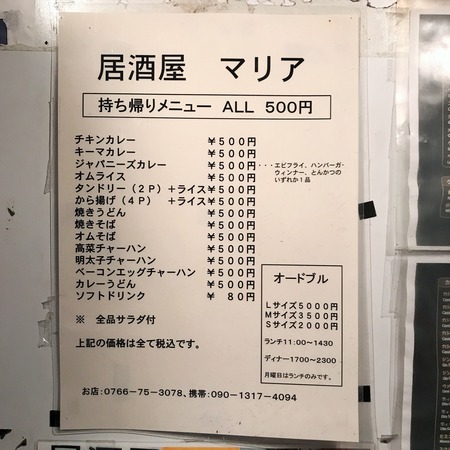 居酒屋　マリア
持ち帰りメニュー ALL 500円
チキンカレー ￥５００円
キーマカレー ￥５００円
ジャパニーズカレー ￥５００円 ・・・エビフライ、ハンバーガ・
ウィンナー、とんかつの
いずれか１品
オムライス ￥５００円
タンドリー（２Ｐ）＋ライス￥５００円
から揚げ（４Ｐ）　＋ライス￥５００円
焼きうどん ￥５００円
焼きそば ￥５００円
オムそば ￥５００円
高菜チャーハン ￥５００円
明太子チャーハン ￥５００円
ベーコンエッグチャーハン ￥５００円
カレーうどん ￥５００円
ソフトドリンク ￥　８０円
※　全品サラダ付
上記の価格は全て税込です。
オードブル
Ｌサイズ５０００円
Ｍサイズ３５００円
Ｓサイズ２０００円
ランチ11:00～1430
ディナー1700～2300
月曜日はランチのみです。
お店:0766-75-3078、携帯:090-1317-4094